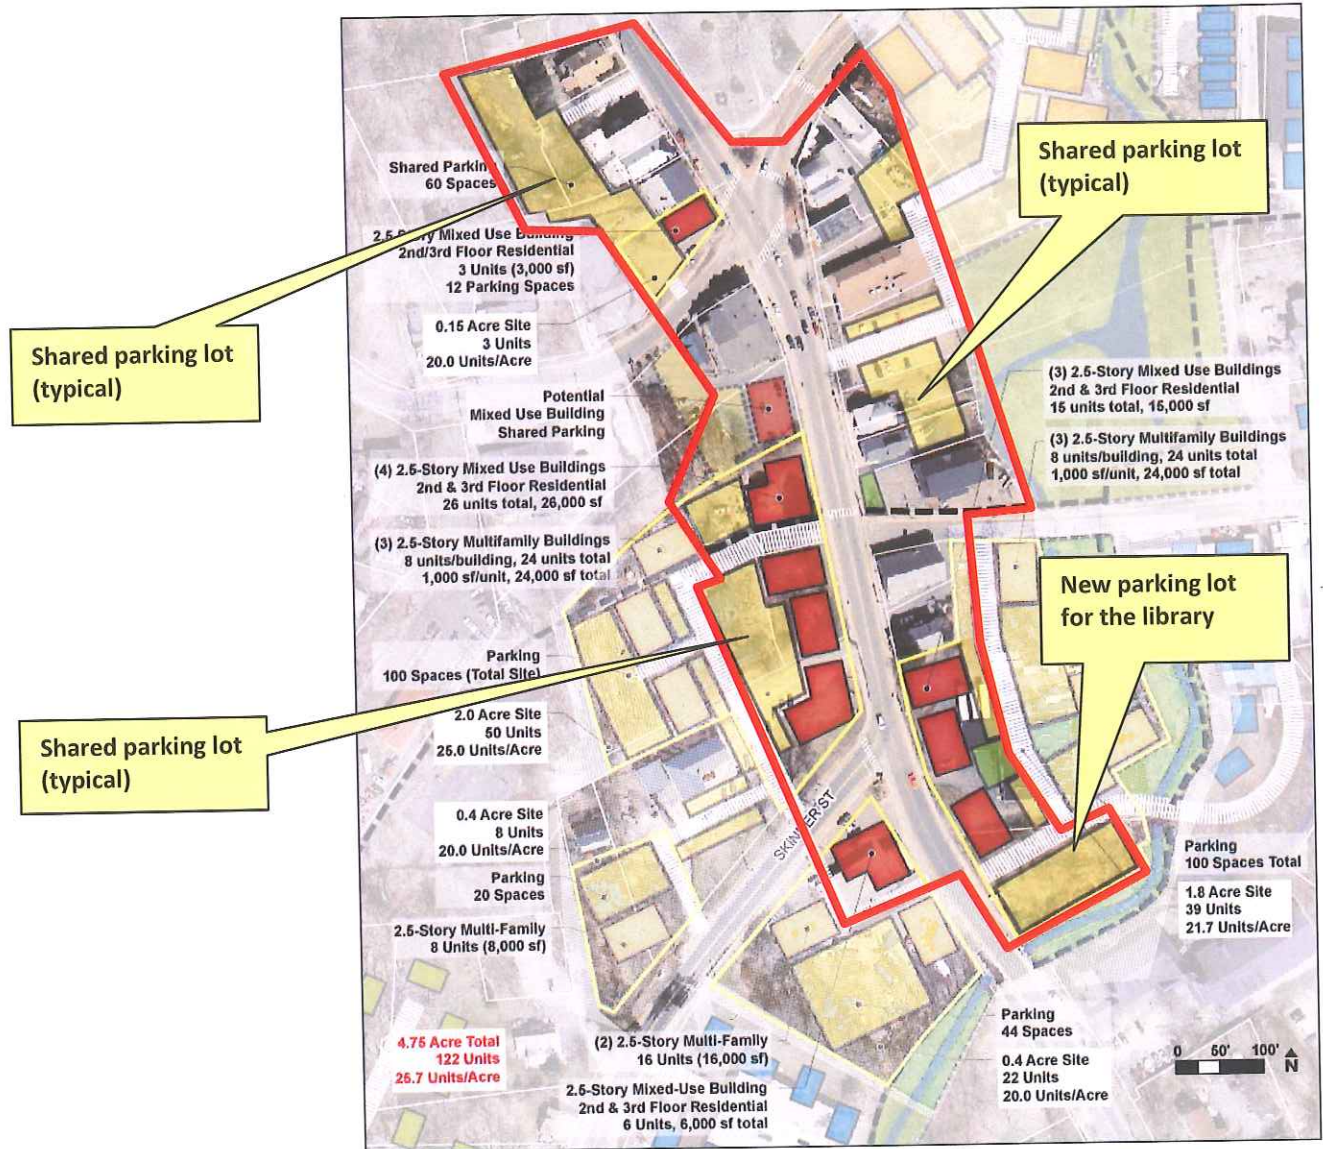 Shared Parking
60 Spaces
2.5-Story Mixed Use Building
2nd/3rd Floor Residential
3 Units (3,000 sf)
12 Parking Spaces
0.15 Acre Site
3 Units
20.0 Units/Acre
Shared parking lot
(typical)
Shared parking lot
(typical)
Potential
Mixed Use Building
Shared Parking
(3) 2.5-Story Mixed Use Buildings
2nd & 3rd Floor Residential
15 units total, 15,000 sf
(3) 2.5-Story Multifamily Buildings
8 units/building, 24 units total
1,000 sf/unit, 24,000 sf total
(4) 2.5-Story Mixed Use Buildings
2nd & 3rd Floor Residential
26 units total, 26,000 sf
(3) 2.5-Story Multifamily Buildings
8 units/building, 24 units total
1,000 sf/unit, 24,000 sf total
New parking lot
for the library
Parking
100 Spaces (Total Site)
2.0 Acre Site
50 Units
25.0 Units/Acre
Shared parking lot
(typical)
0.4 Acre Site
8 Units
20.0 Units/Acre
Parking
20 Spaces
2.5-Story Multi-Family
8 Units (8,000 sf)
SKINNER ST
Parking
100 Spaces Total
1.8 Acre Site
39 Units
21.7 Units/Acre
4.75 Acre Total
122 Units
25.7 Units/Acre
(2) 2.5-Story Multi-Family
16 Units (16,000 sf)
2.5-Story Mixed-Use Building
2nd & 3rd Floor Residential
6 Units, 6,000 sf total
Parking
44 Spaces
0.4 Acre Site
22 Units
20.0 Units/Acre
0 50' 100'
N